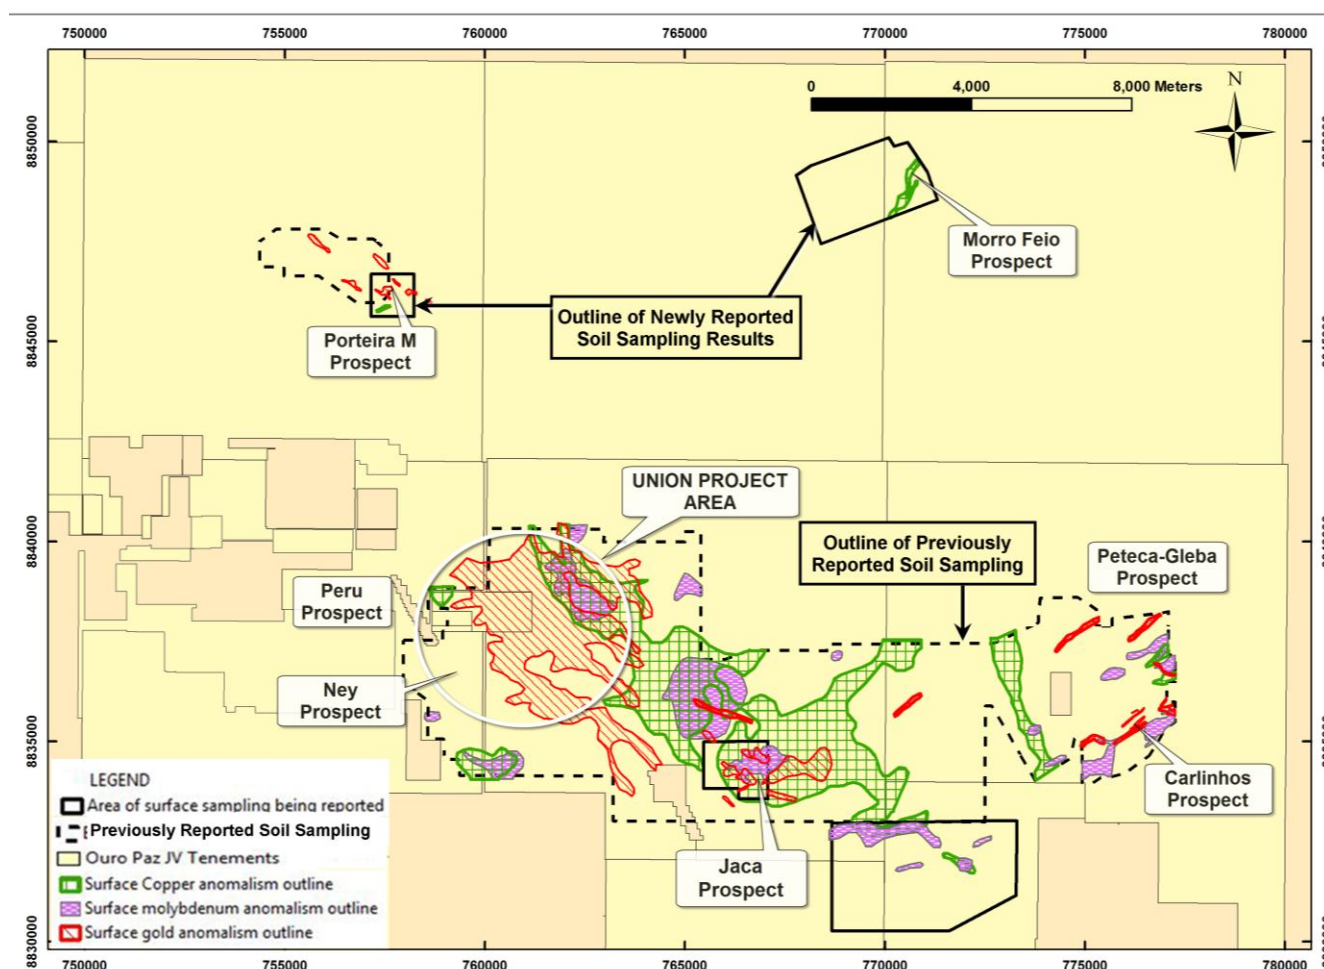 750000 755000 760000 765000 770000 775000 780000
0 4,000 8,000 Meters
N
8850000
Morro Feio
Prospect
Outline of Newly Reported
Soil Sampling Results
Porteira M
Prospect
8845000
UNION PROJECT
AREA
Outline of Previously
Reported Soil Sampling
Peteca-Gleba
Prospect
8840000
Peru
Prospect
Ney
Prospect
8835000
Carlinhos
Prospect
Jaca
Prospect
LEGEND
Area of surface sampling being reported
Previously Reported Soil Sampling
Ouro Paz JV Tenements
Surface Copper anomalism outline
Surface molybdenum anomalism outline
Surface gold anomalism outline
8830000
750000 755000 760000 765000 770000 775000 780000